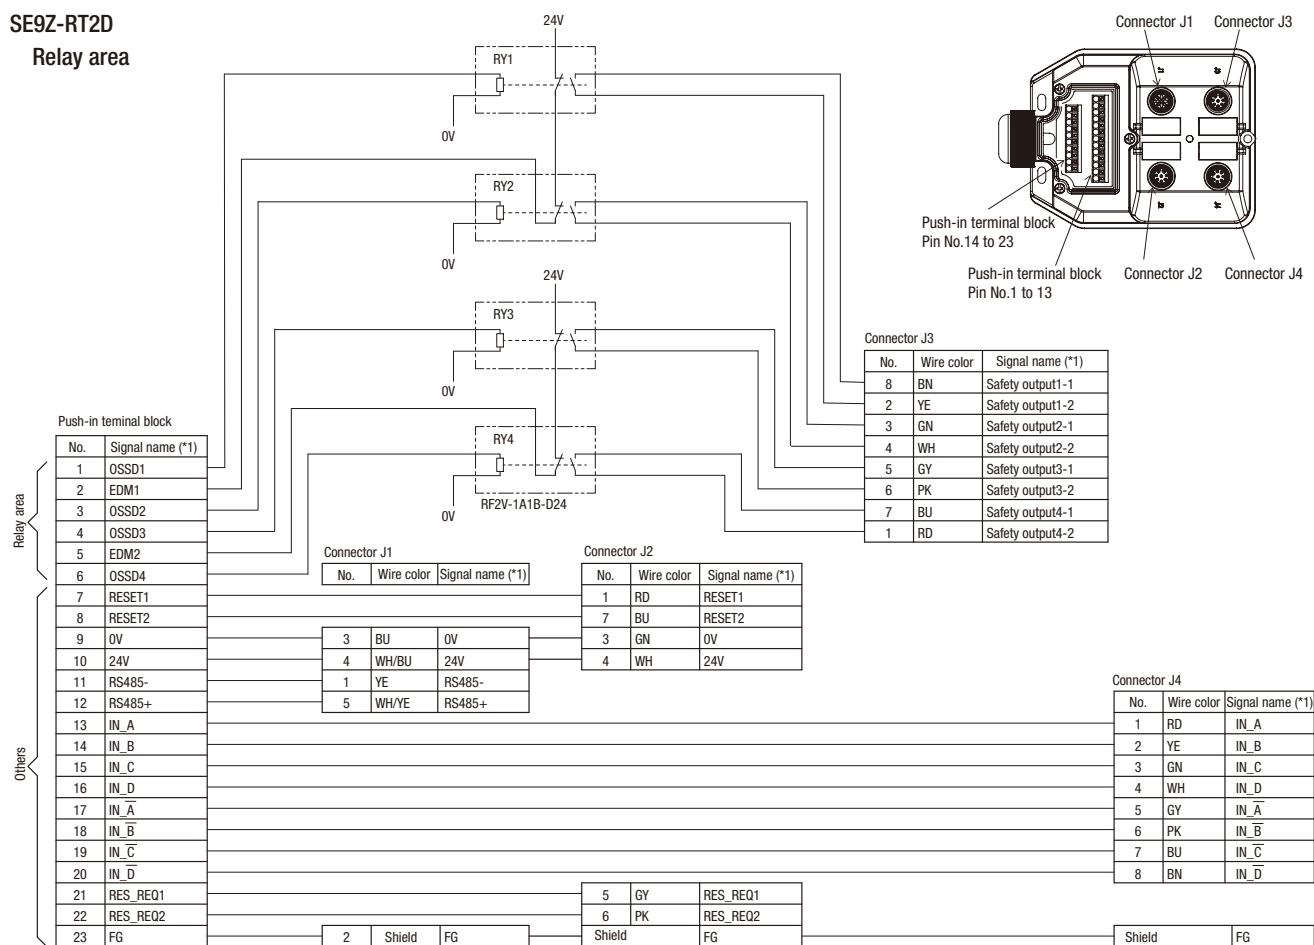 SE9Z-RT2D
Relay area
24V
RY1
0V
RY2
0V
24V
RY3
0V
RY4
0V
RF2V-1A1B-D24
Connector J1 Connector J3
J1
J3
J2
J4
Push-in terminal block
Pin No.14 to 23
Push-in terminal block
Pin No.1 to 13
Connector J2 Connector J4
Connector J3
No. Wire color Signal name (*1)
8 BN Safety output1-1
2 YE Safety output1-2
3 GN Safety output2-1
4 WH Safety output2-2
5 GY Safety output3-1
6 PK Safety output3-2
7 BU Safety output4-1
1 RD Safety output4-2
Push-in teminal block
No. Signal name (*1)
Relay area
1 OSSD1
2 EDM1
3 OSSD2
4 OSSD3
5 EDM2
6 OSSD4
Others
7 RESET1
8 RESET2
9 0V
10 24V
11 RS485-
12 RS485+
13 IN_A
14 IN_B
15 IN_C
16 IN_D
17 IN_A̅
18 IN_B̅
19 IN_C̅
20 IN_D̅
21 RES_REQ1
22 RES_REQ2
23 FG
Connector J1
No. Wire color Signal name (*1)
3 BU 0V
4 WH/BU 24V
1 YE RS485-
5 WH/YE RS485+
2 Shield FG
Connector J2
No. Wire color Signal name (*1)
1 RD RESET1
7 BU RESET2
3 GN 0V
4 WH 24V
5 GY RES_REQ1
6 PK RES_REQ2
Shield FG
Connector J4
No. Wire color Signal name (*1)
1 RD IN_A
2 YE IN_B
3 GN IN_C
4 WH IN_D
5 GY IN_A̅
6 PK IN_B̅
7 BU IN_C̅
8 BN IN_D̅
Shield FG